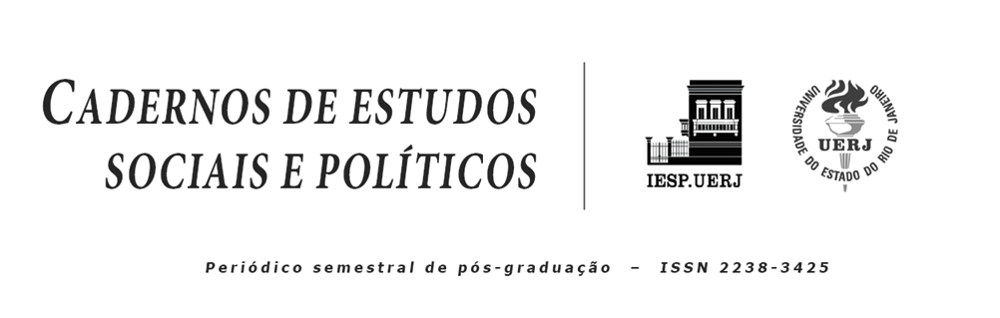 CADERNOS DE ESTUDOS
SOCIAIS E POLÍTICOS
IESP.UERJ
UNIVERSIDADE DO ESTADO DO RIO DE JANEIRO
UERJ
Periódico semestral de pós-graduação – ISSN 2238-3425